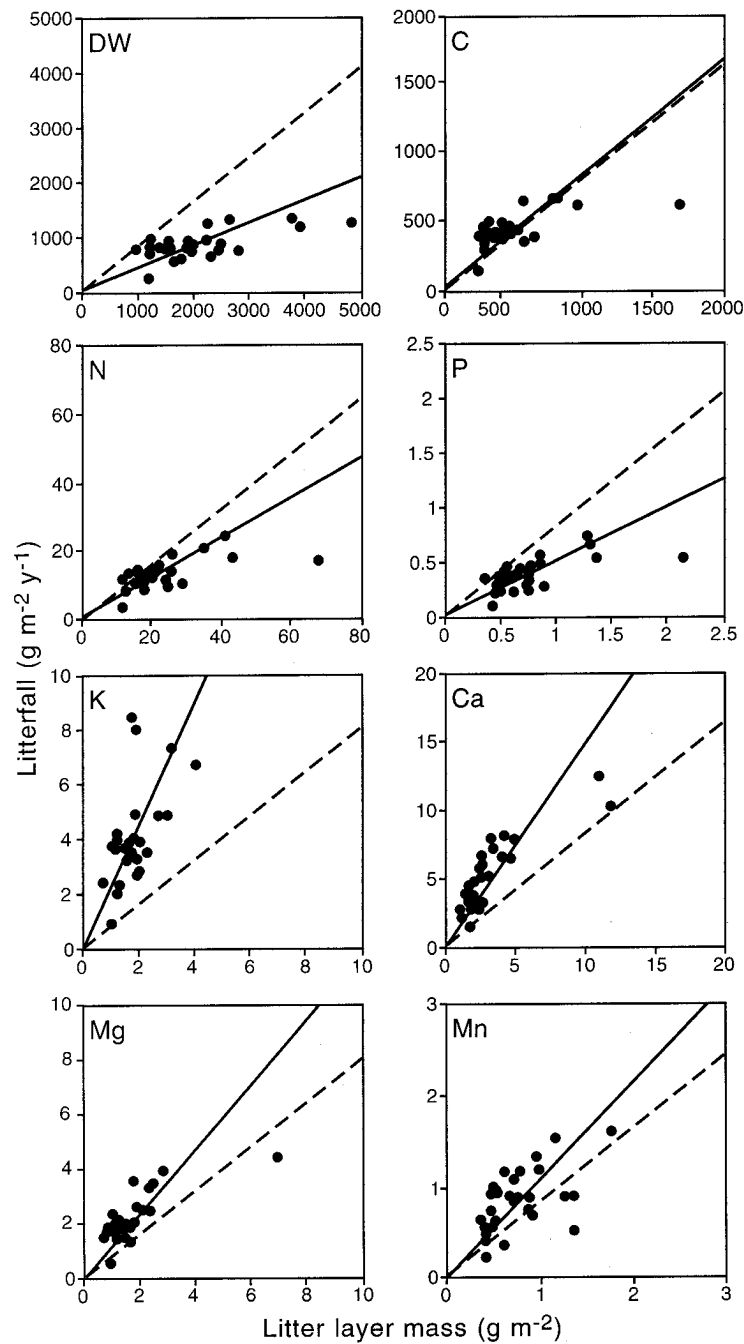 DW
5000
4000
3000
2000
1000
0
0 1000 2000 3000 4000 5000
C
2000
1500
1000
500
0
0 500 1000 1500 2000
N
80
60
40
20
0
0 20 40 60 80
P
2.5
2
1.5
1
0.5
0
0 0.5 1 1.5 2 2.5
K
10
8
6
4
2
0
0 2 4 6 8 10
Ca
20
15
10
5
0
0 5 10 15 20
Mg
10
8
6
4
2
0
0 2 4 6 8 10
Mn
3
2
1
0
0 1 2 3
Litterfall (g m-2 y-1)
Litter layer mass (g m-2)